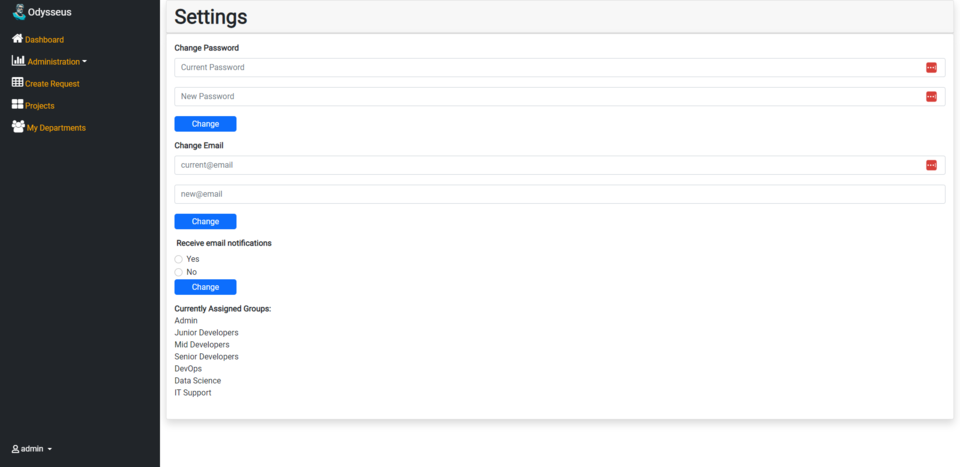 Odysseus
Dashboard
Administration
Create Request
Projects
My Departments
admin
Settings
Change Password
Current Password
New Password
Change
Change Email
current@email
new@email
Change
Receive email notifications
Yes
No
Change
Currently Assigned Groups:
Admin
Junior Developers
Mid Developers
Senior Developers
DevOps
Data Science
IT Support